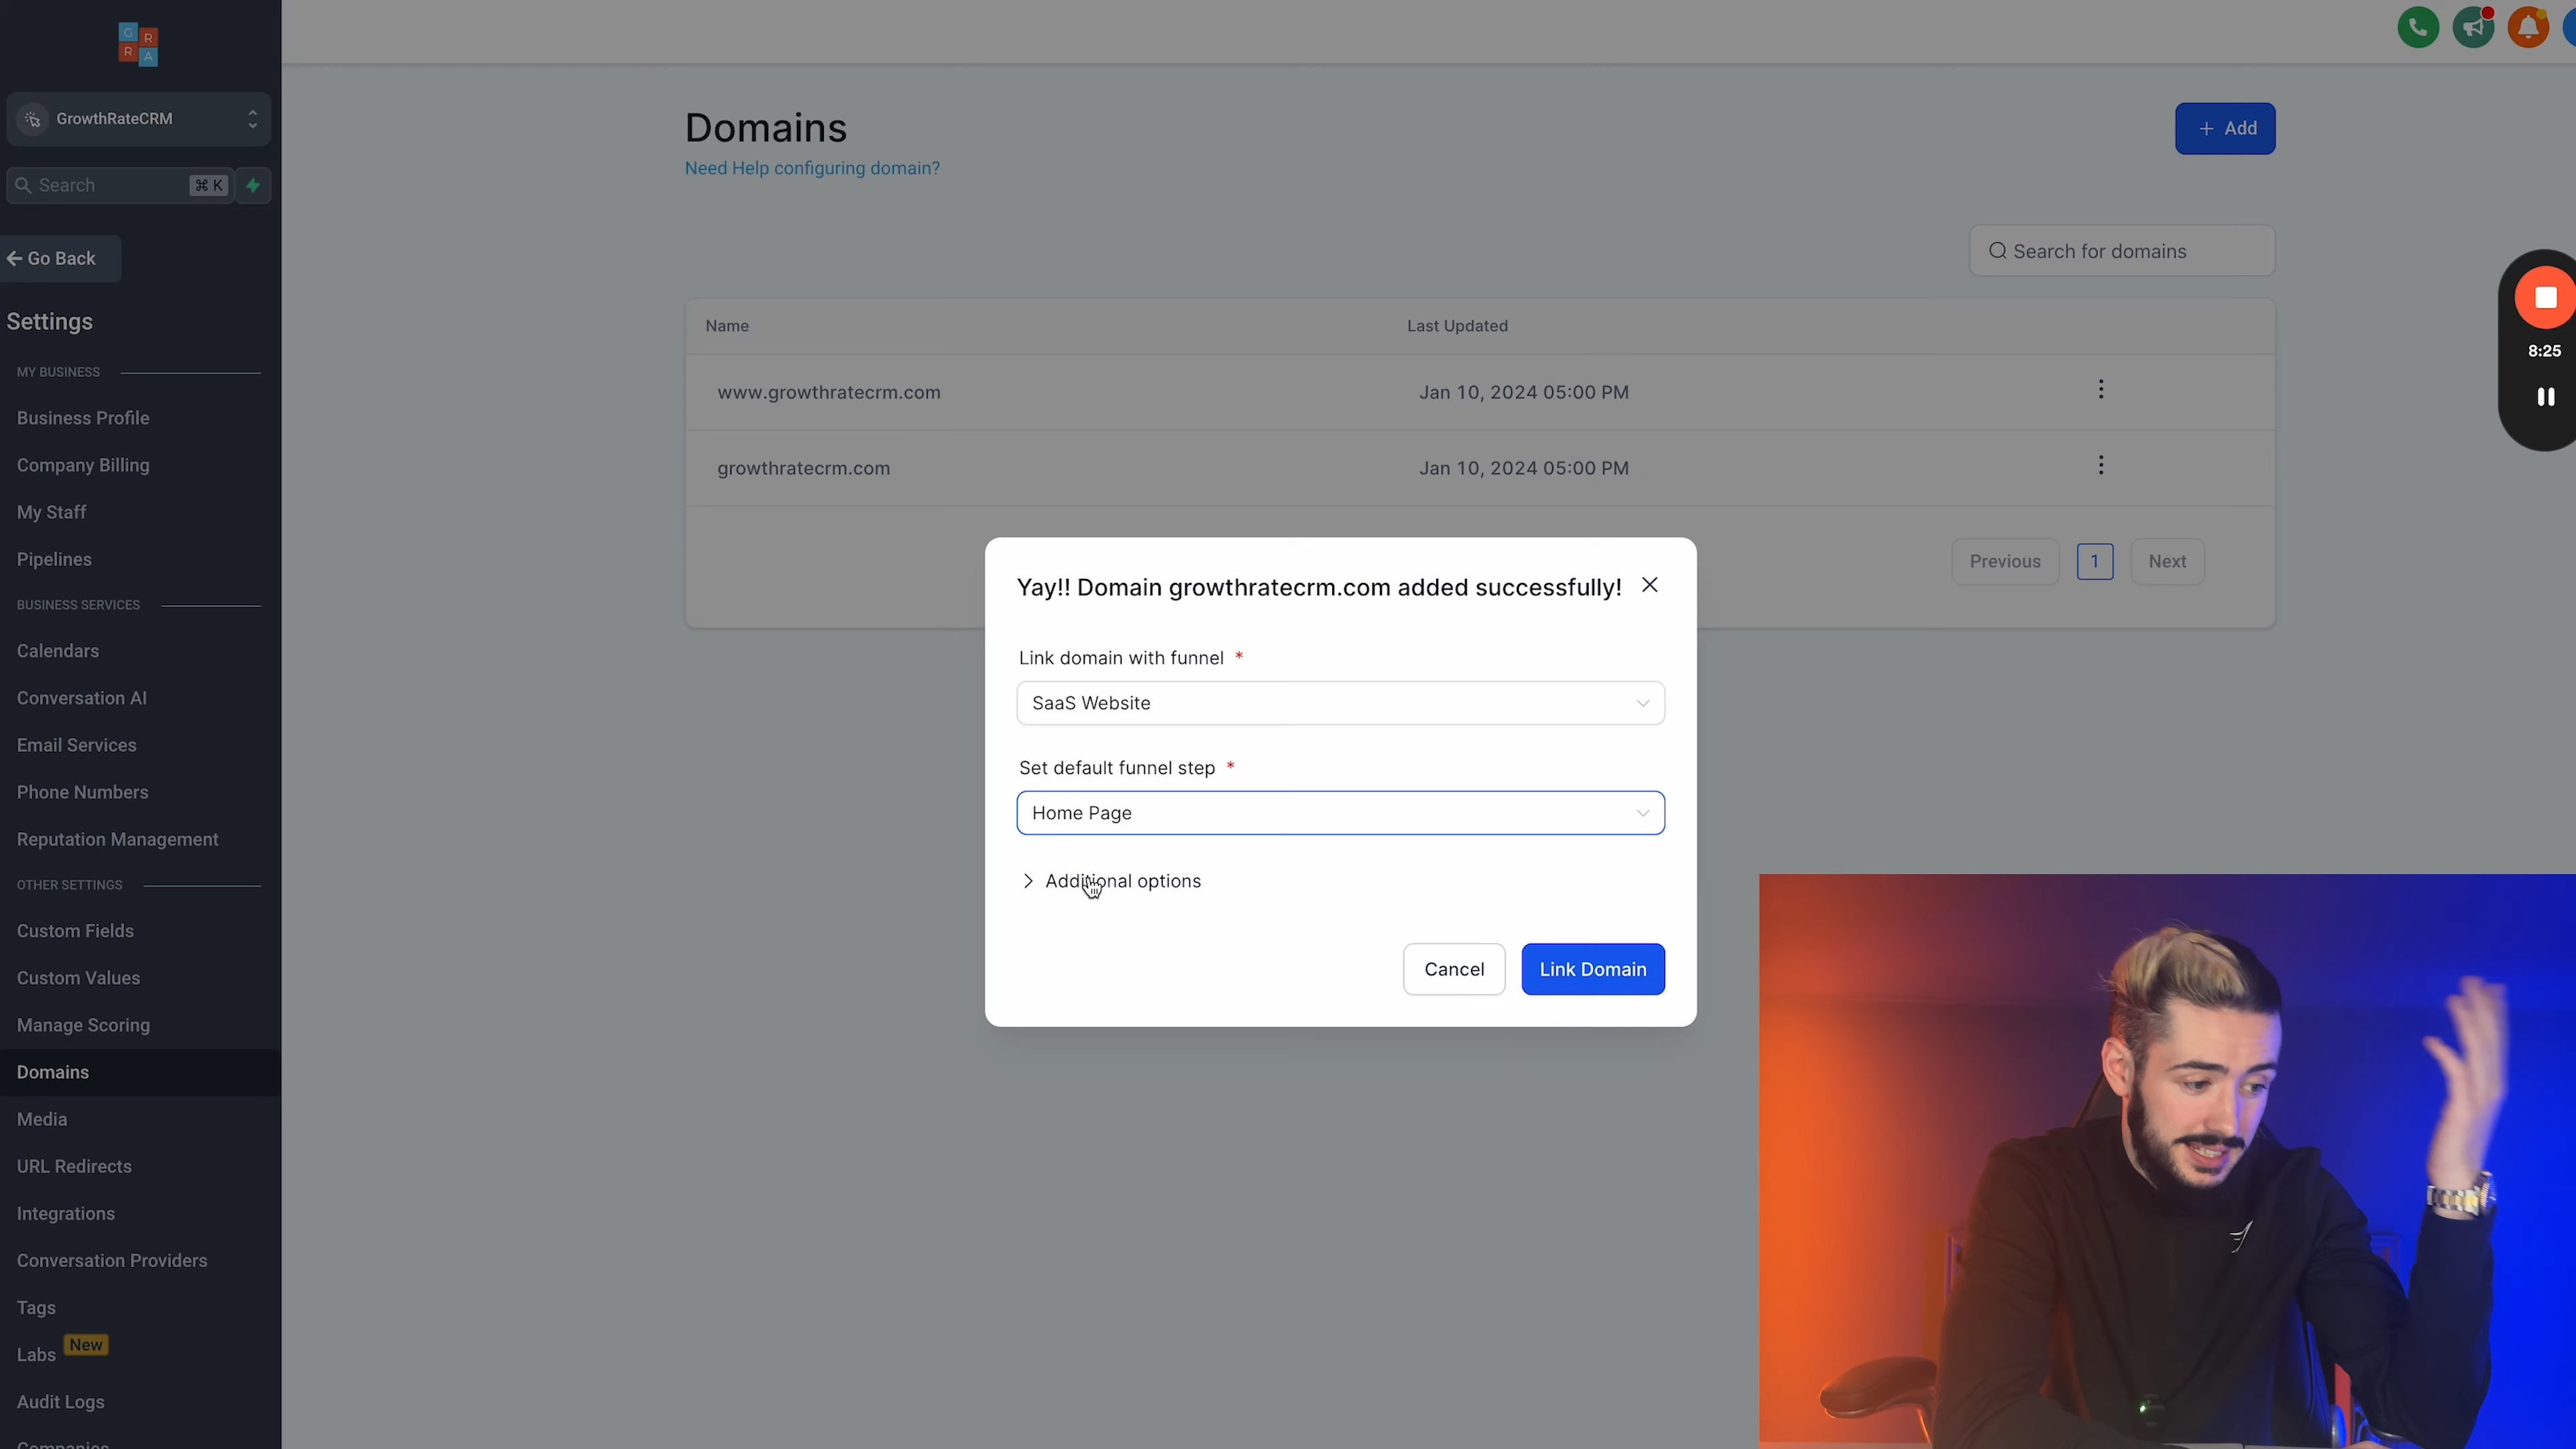 G R
R A
GrowthRateCRM
Search ⌘ K
Go Back
Settings
MY BUSINESS
Business Profile
Company Billing
My Staff
Pipelines
BUSINESS SERVICES
Calendars
Conversation AI
Email Services
Phone Numbers
Reputation Management
OTHER SETTINGS
Custom Fields
Custom Values
Manage Scoring
Domains
Media
URL Redirects
Integrations
Conversation Providers
Tags
Labs New
Audit Logs
Companies
Domains
+ Add
Need Help configuring domain?
Search for domains
Name Last Updated
www.growthratecrm.com Jan 10, 2024 05:00 PM
growthratecrm.com Jan 10, 2024 05:00 PM
Previous 1 Next
Yay!! Domain growthratecrm.com added successfully!
Link domain with funnel *
SaaS Website
Set default funnel step *
Home Page
Additional options
Cancel Link Domain
8:25